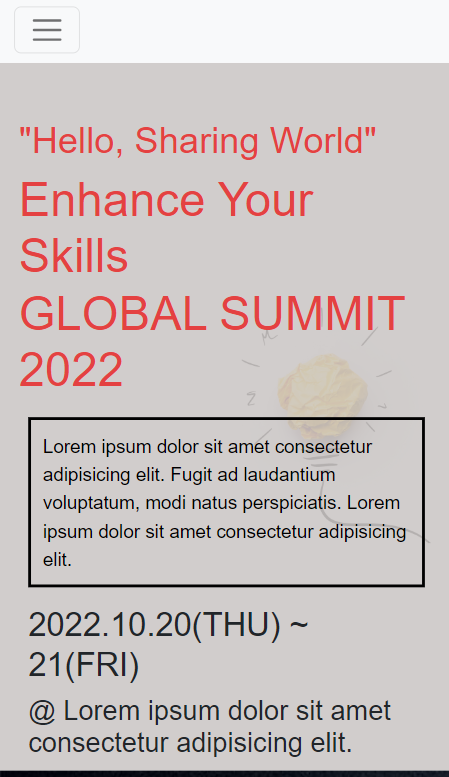 "Hello, Sharing World"
Enhance Your
Skills
GLOBAL SUMMIT
2022
Lorem ipsum dolor sit amet consectetur
adipisicing elit. Fugit ad laudantium
voluptatum, modi natus perspiciatis. Lorem
ipsum dolor sit amet consectetur adipisicing
elit.
2022.10.20(THU) ~
21(FRI)
@ Lorem ipsum dolor sit amet
consectetur adipisicing elit.